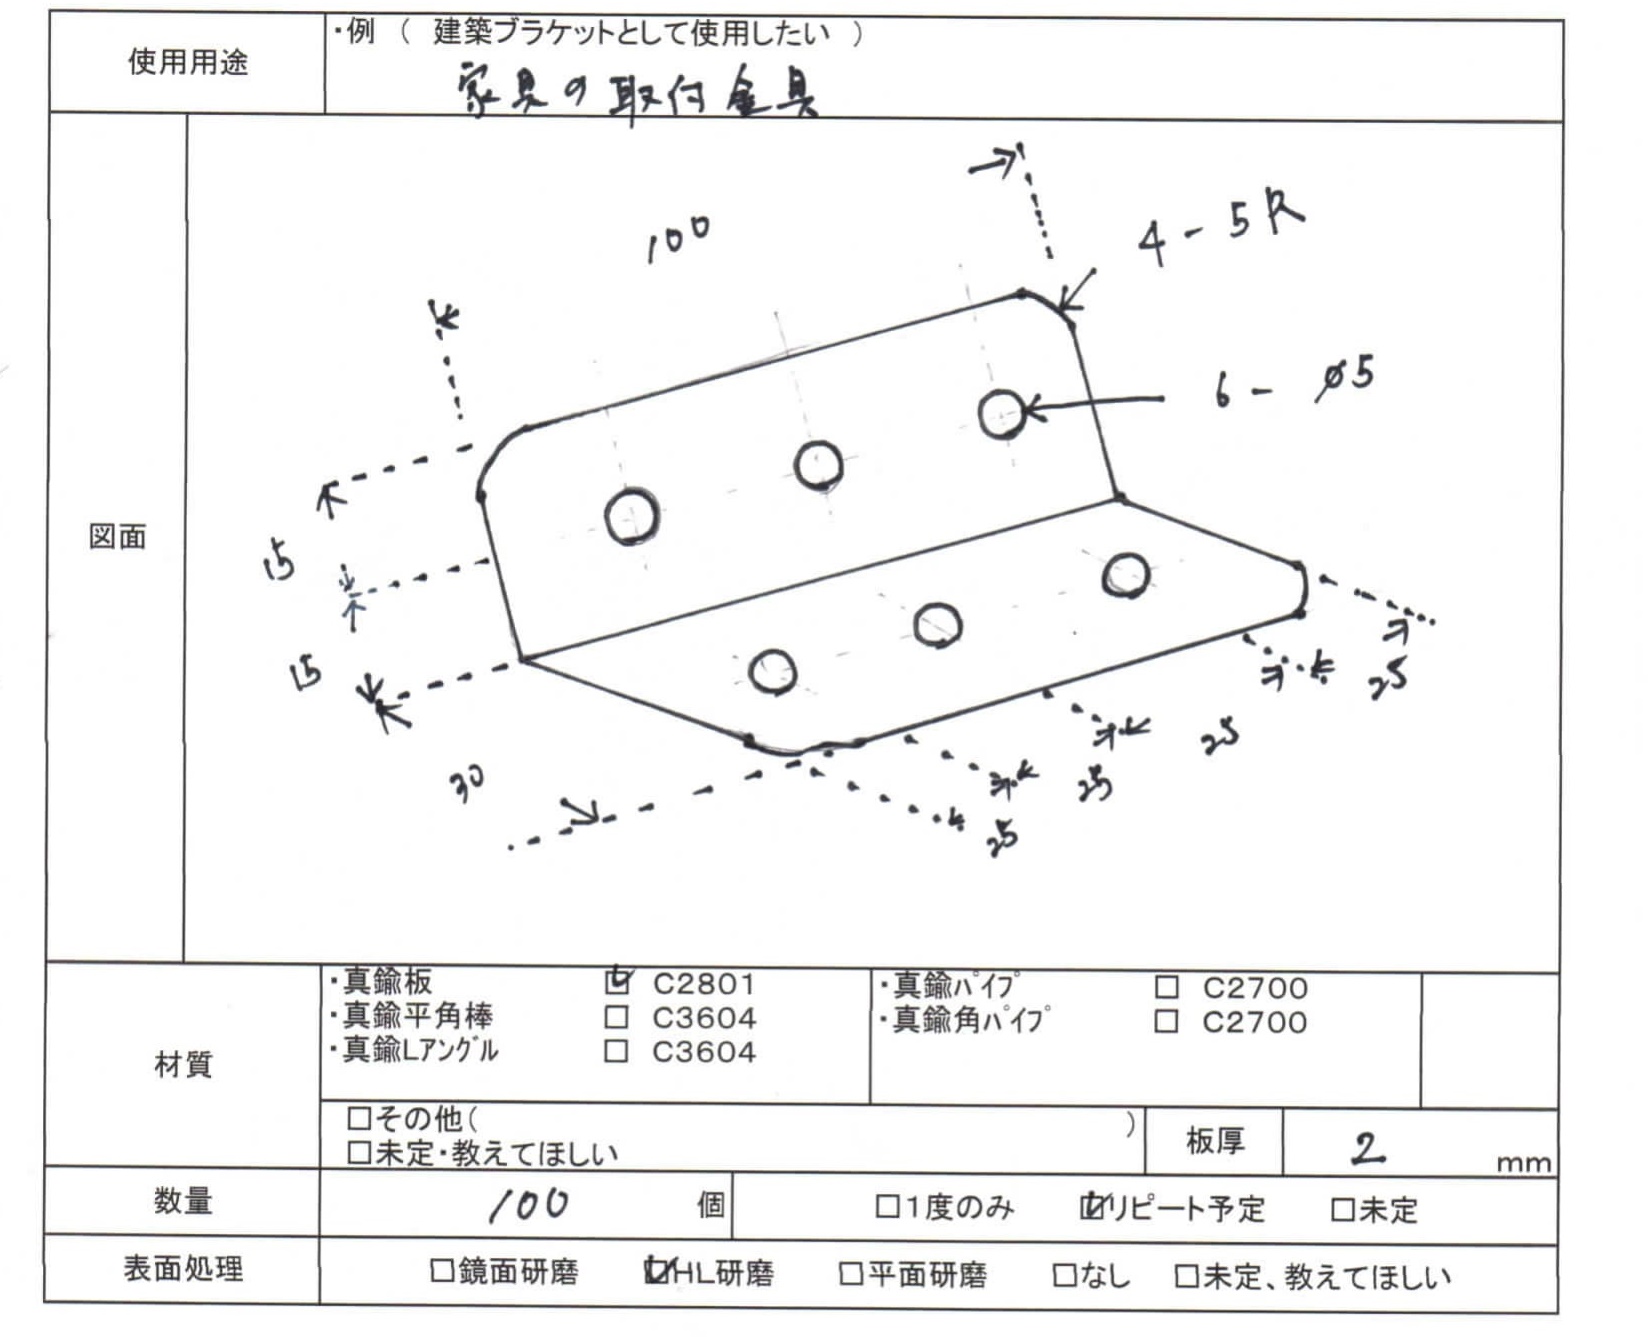 使用用途
・例 ( 建築ブラケットとして使用したい )
家具の取付金具
図面
100
4-5R
6- ø5
15
15
30
25
25
25
25
材質
・真鍮板 ☑ C2801
・真鍮平角棒 □ C3604
・真鍮Lアングル □ C3604
・真鍮パイプ □ C2700
・真鍮角パイプ □ C2700
□その他( )
□未定・教えてほしい
板厚 2 mm
数量 100 個 □1度のみ ☑リピート予定 □未定
表面処理 □鏡面研磨 ☑HL研磨 □平面研磨 □なし □未定、教えてほしい